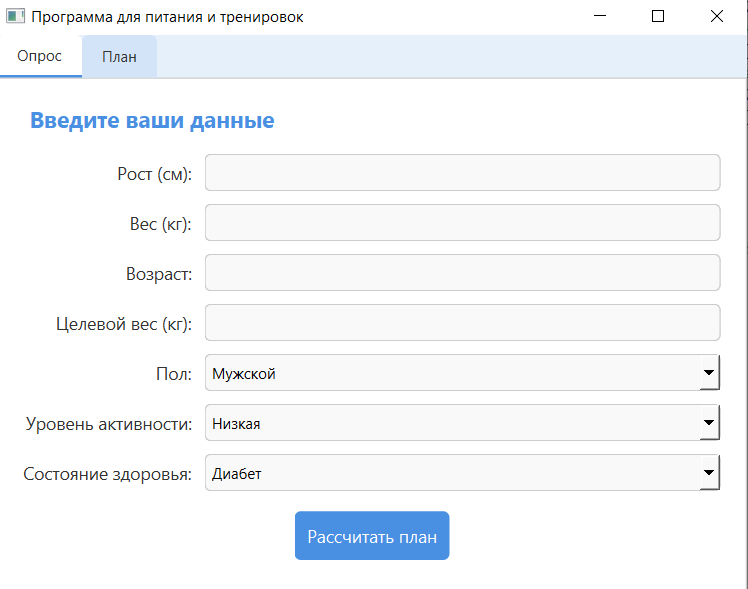 Программа для питания и тренировок
Опрос План
Введите ваши данные
Рост (см):
Вес (кг):
Возраст:
Целевой вес (кг):
Пол: Мужской
Уровень активности: Низкая
Состояние здоровья: Диабет
Рассчитать план